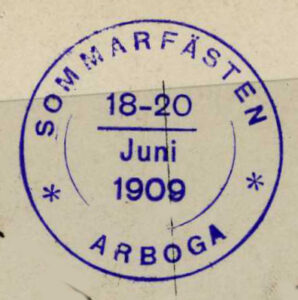 SOMMARFÄSTEN
18-20
Juni
1909
* ARBOGA *